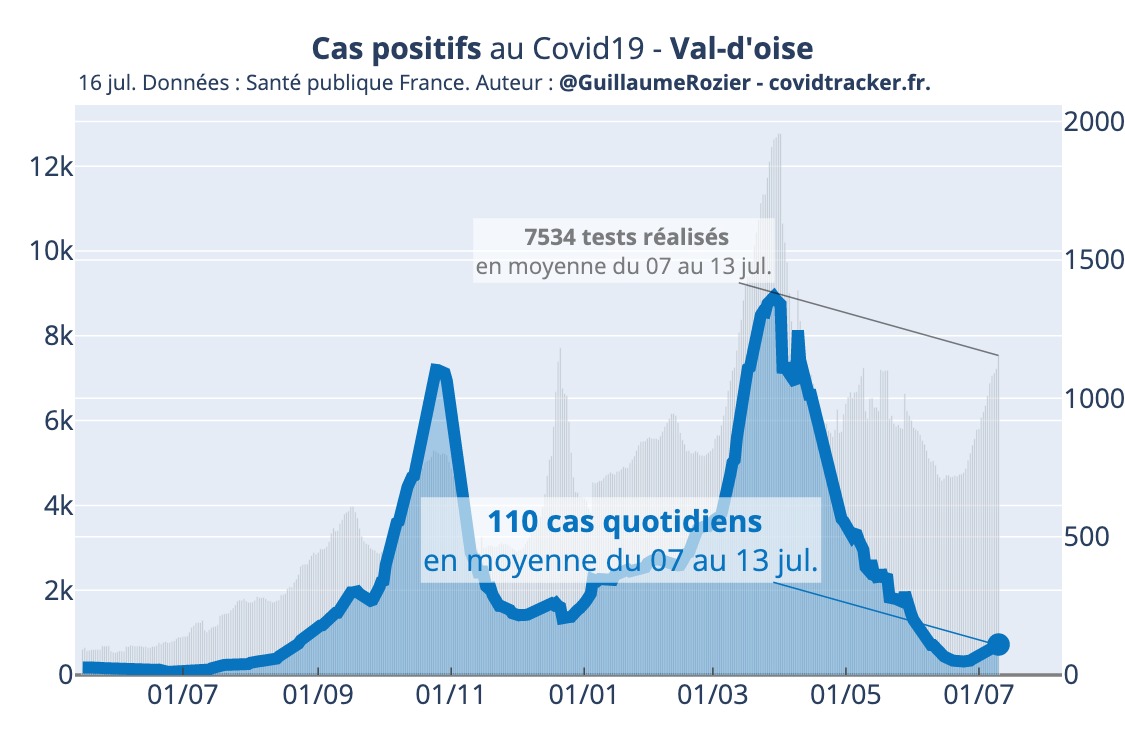 Cas positifs au Covid19 - Val-d'oise
16 jul. Données : Santé publique France. Auteur : @GuillaumeRozier - covidtracker.fr.
2000
12k
7534 tests réalisés
en moyenne du 07 au 13 jul.
10k
1500
8k
1000
6k
4k
110 cas quotidiens
en moyenne du 07 au 13 jul.
500
2k
0
0
01/07 01/09 01/11 01/01 01/03 01/05 01/07